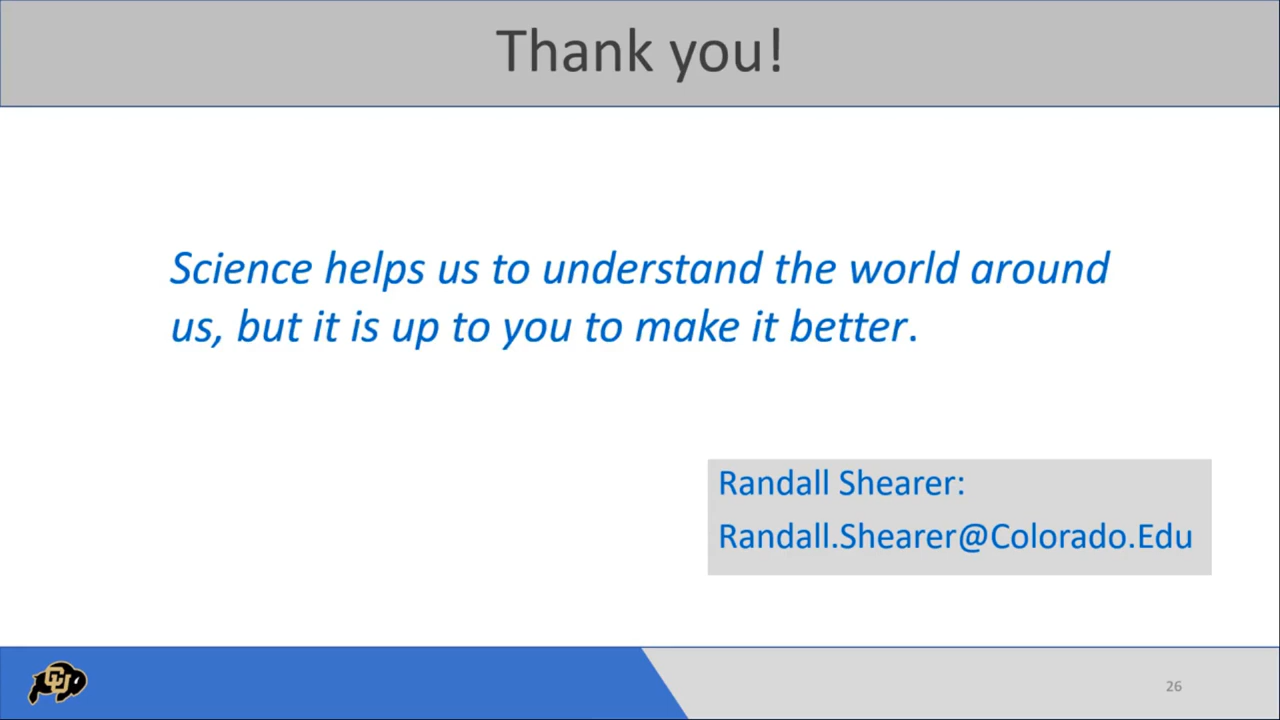 Thank you!
Science helps us to understand the world around
us, but it is up to you to make it better.
Randall Shearer:
Randall.Shearer@Colorado.Edu
CU
26